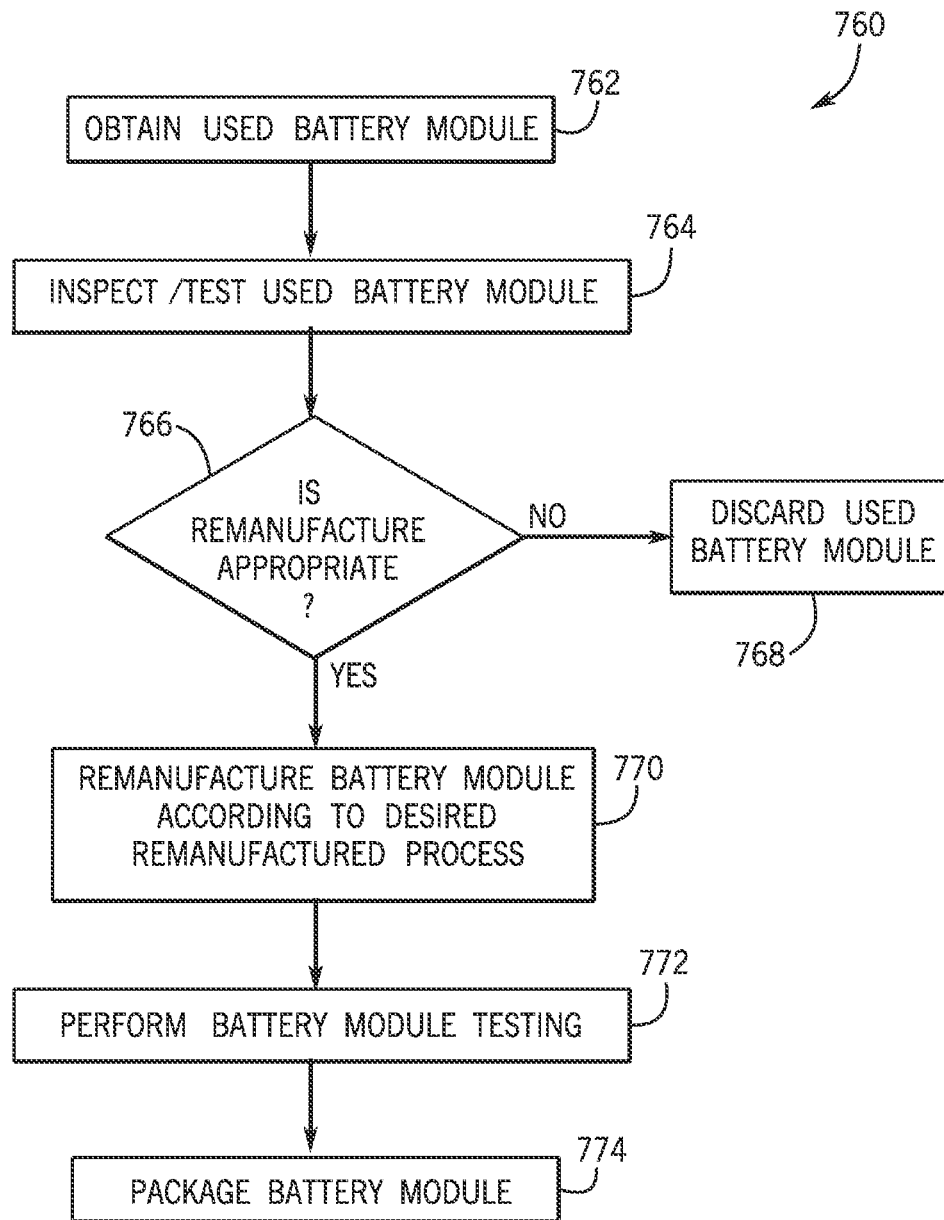 760
762
OBTAIN USED BATTERY MODULE
764
INSPECT /TEST USED BATTERY MODULE
766
IS
REMANUFACTURE
APPROPRIATE
?
NO
DISCARD USED
BATTERY MODULE
768
YES
REMANUFACTURE BATTERY MODULE
ACCORDING TO DESIRED
REMANUFACTURED PROCESS
770
772
PERFORM BATTERY MODULE TESTING
774
PACKAGE BATTERY MODULE